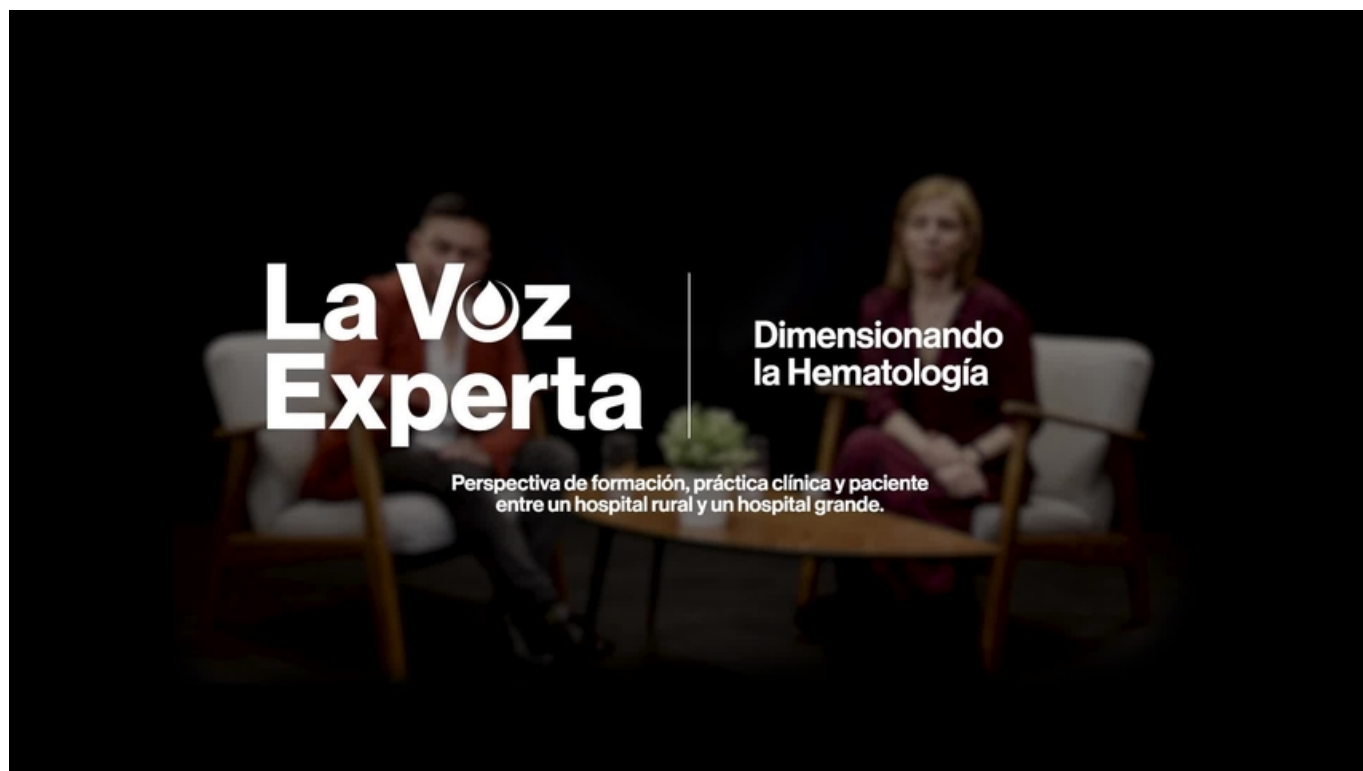 La Voz
Experta
Dimensionando
la Hematología
Perspectiva de formación, práctica clínica y paciente
entre un hospital rural y un hospital grande.